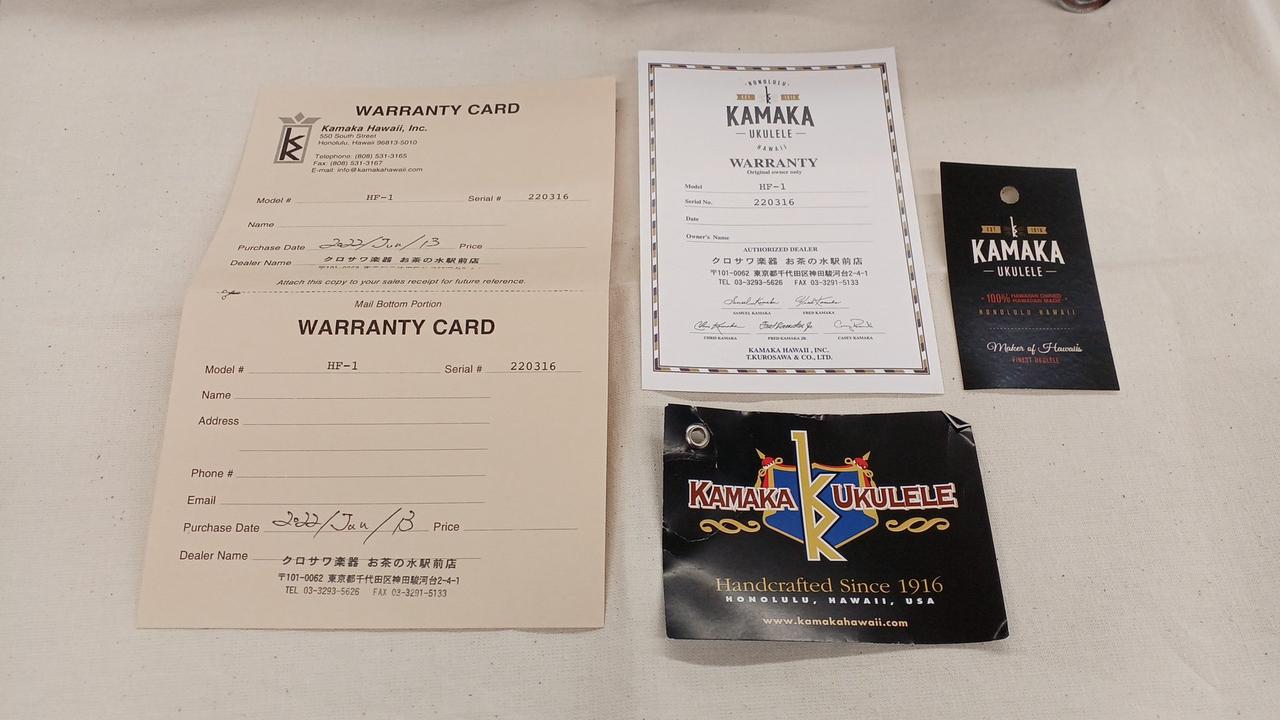 WARRANTY CARD
Kamaka Hawaii, Inc.
550 South Street
Honolulu, Hawaii 96813-5010
Telephone: (808) 531-3165
Fax: (808) 531-3167
E-mail: info@kamakahawaii.com
Model # HF-1 Serial # 220316
Name
Purchase Date 2022/Jun/13 Price
Dealer Name クロサワ楽器 お茶の水駅前店
Attach this copy to your sales receipt for future reference.
Mail Bottom Portion
WARRANTY CARD
Model # HF-1 Serial # 220316
Name
Address
Phone #
Email
Purchase Date 2022/Jun/13 Price
Dealer Name クロサワ楽器 お茶の水駅前店
〒101-0062 東京都千代田区神田駿河台2-4-1
TEL 03-3293-5626 FAX 03-3291-5133
HONOLULU
EST 1916
KAMAKA
UKULELE
HAWAII
WARRANTY
Original owner only
Model HF-1
Serial No. 220316
Date
Owner's Name
AUTHORIZED DEALER
クロサワ楽器 お茶の水駅前店
〒101-0062 東京都千代田区神田駿河台2-4-1
TEL 03-3293-5626 FAX 03-3291-5133
SAMUEL KAMAKA FRED KAMAKA
CHRIS KAMAKA FRED KAMAKA JR. CASEY KAMAKA
KAMAKA HAWAII, INC.
T.KUROSAWA & CO., LTD.
EST 1916
KAMAKA
UKULELE
100% HAWAIIAN OWNED HAWAIIAN MADE
HONOLULU HAWAII
Maker of Hawaii's
FINEST UKULELE
KAMAKA UKULELE
Handcrafted Since 1916
HONOLULU, HAWAII, USA
www.kamakahawaii.com